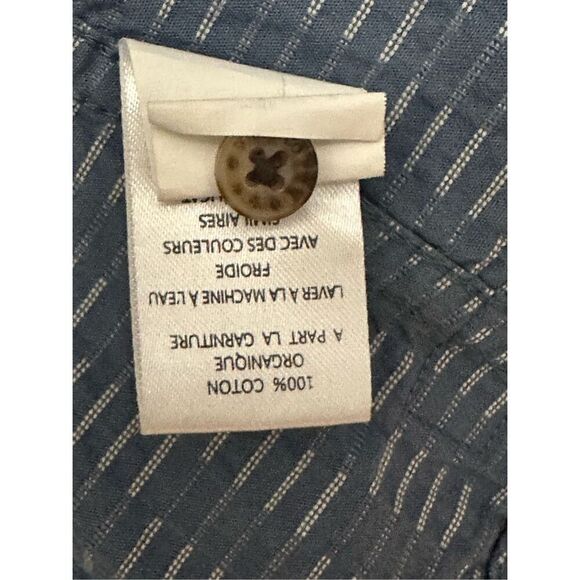 100% COTON
ORGANIQUE
A PART LA GARNITURE
LAVER À LA MACHINE À L'EAU
FROIDE
AVEC DES COULEURS
SIMILAIRES